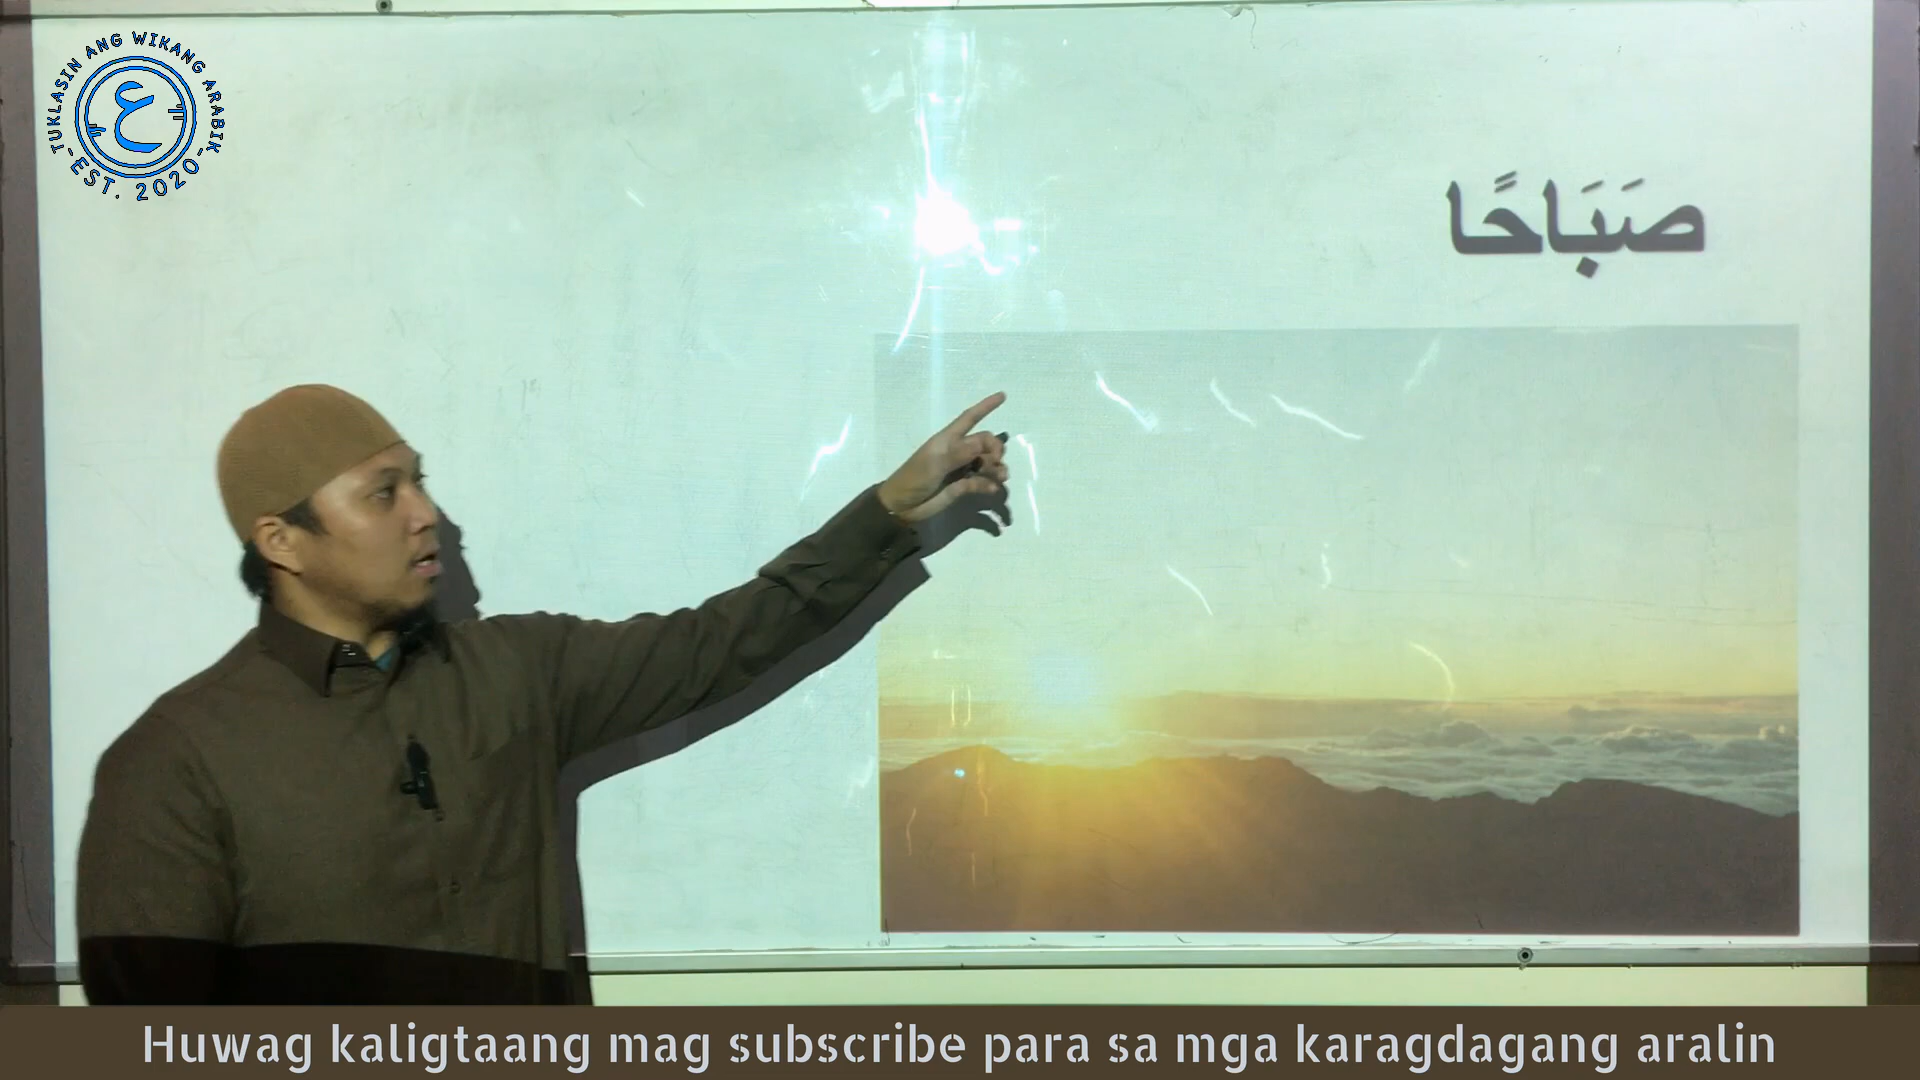 TUKLASIN ANG WIKANG ARABIK
ع
-EST. 2020-
صَبَاحًا
Huwag kaligtaang mag subscribe para sa mga karagdagang aralin